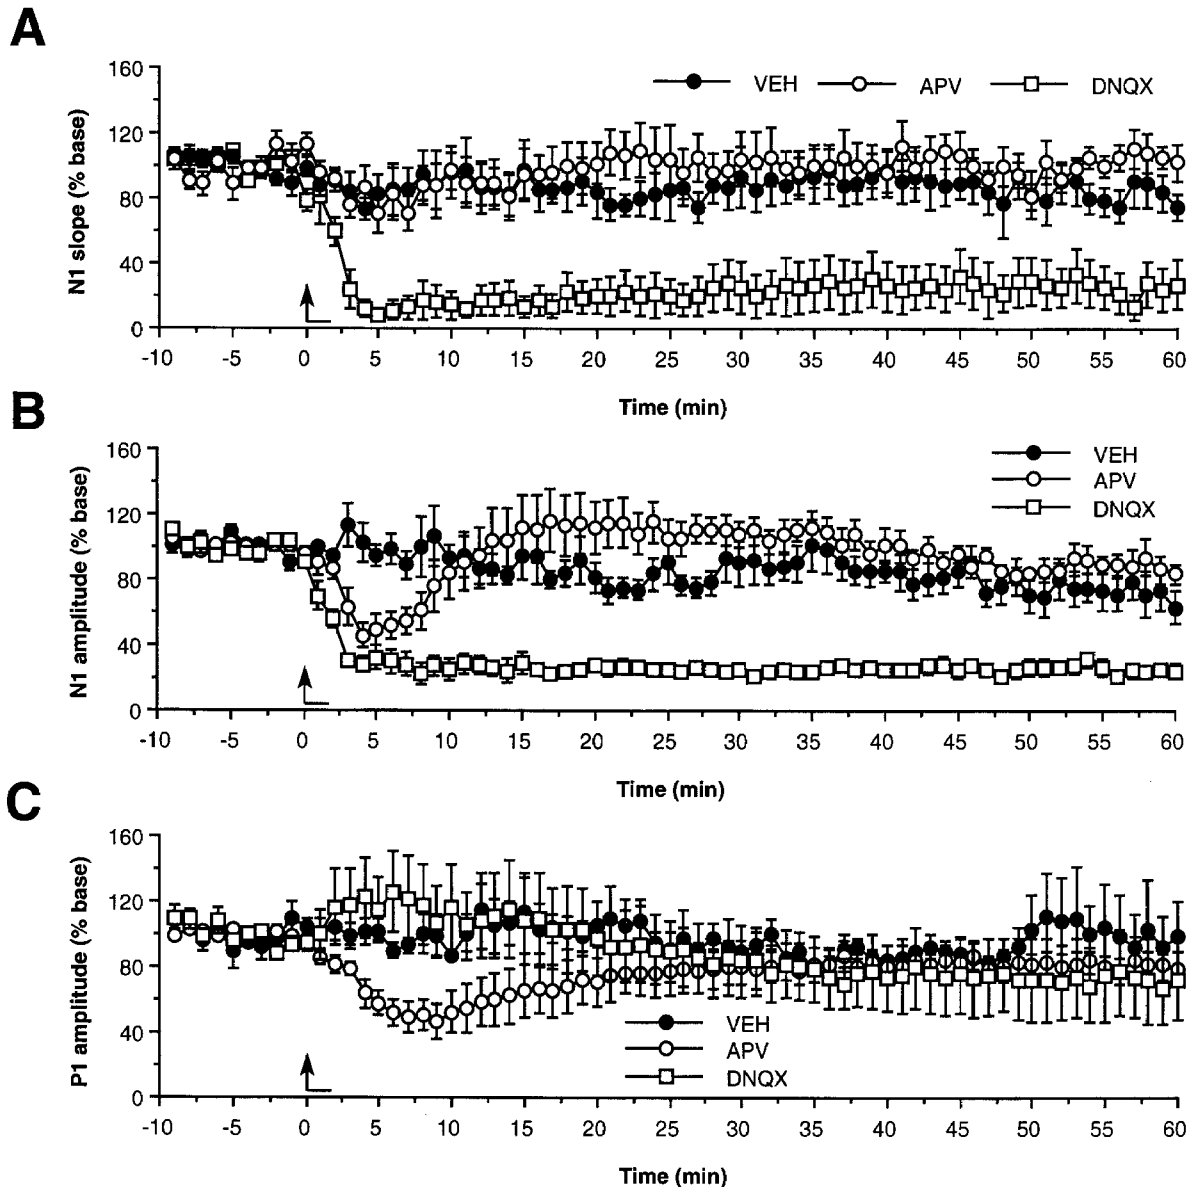 A
160
120
80
40
0
N1 slope (% base)
VEH APV DNQX
-10 -5 0 5 10 15 20 25 30 35 40 45 50 55 60
Time (min)
B
160
120
80
40
0
N1 amplitude (% base)
VEH
APV
DNQX
-10 -5 0 5 10 15 20 25 30 35 40 45 50 55 60
Time (min)
C
160
120
80
40
0
P1 amplitude (% base)
VEH
APV
DNQX
-10 -5 0 5 10 15 20 25 30 35 40 45 50 55 60
Time (min)